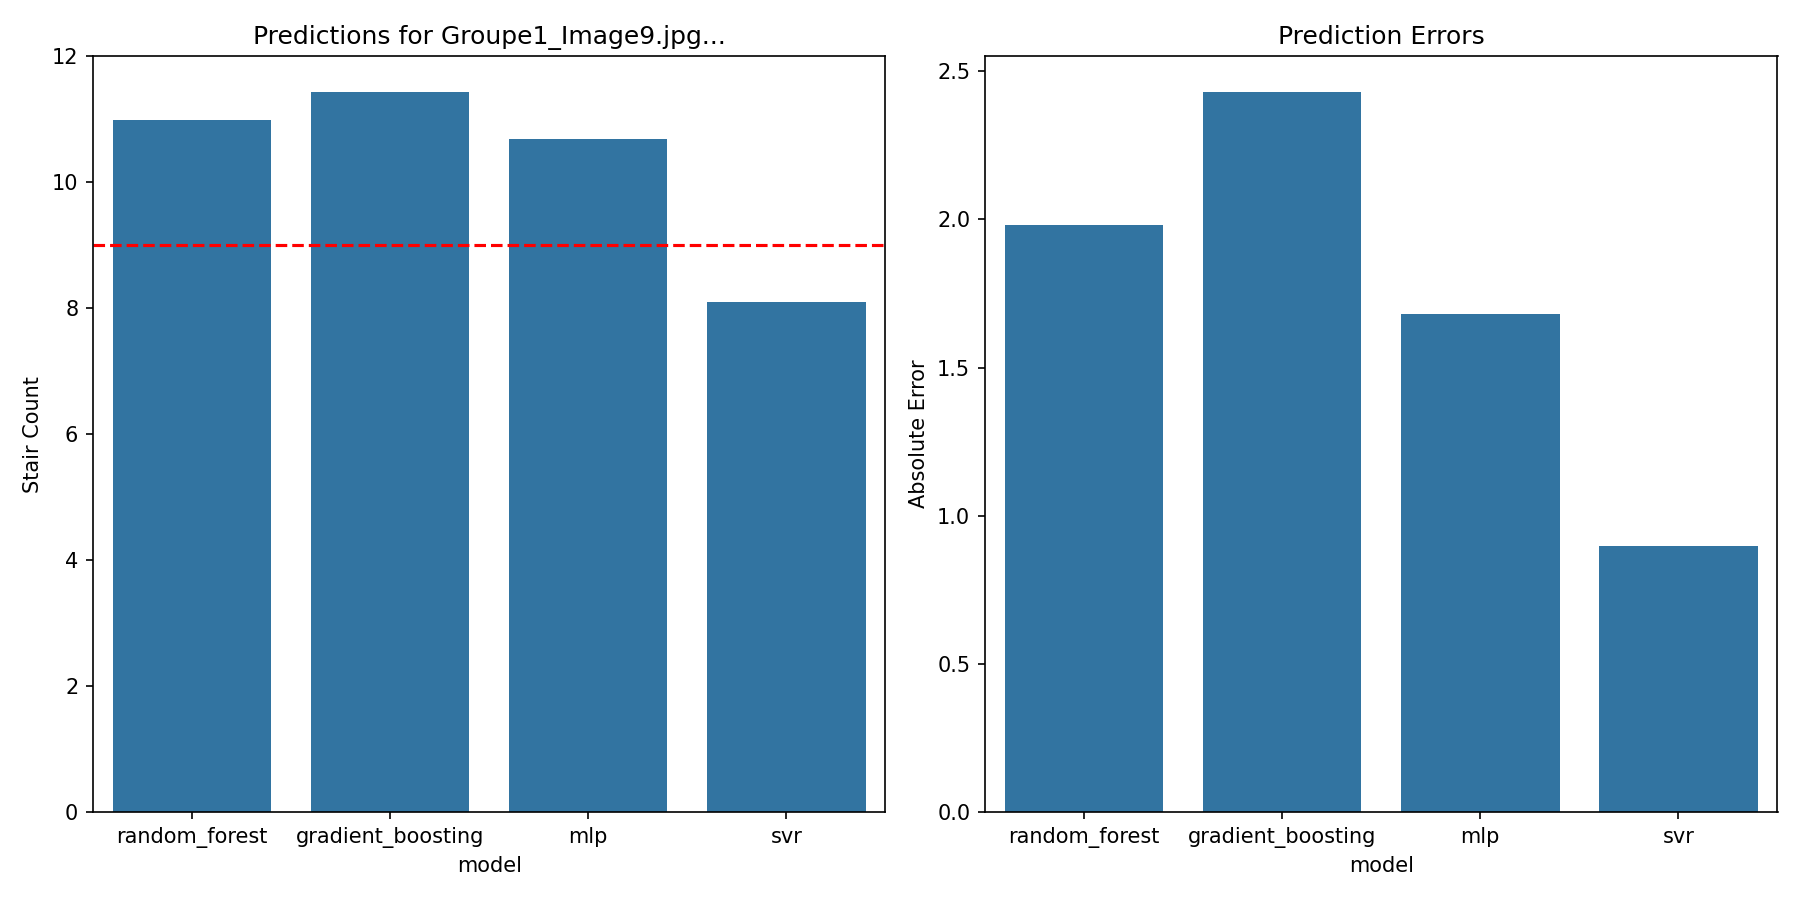 Predictions for Groupe1_Image9.jpg...
12
10
8
6
4
2
0
Stair Count
random_forest gradient_boosting mlp svr
model
Prediction Errors
2.5
2.0
1.5
1.0
0.5
0.0
Absolute Error
random_forest gradient_boosting mlp svr
model